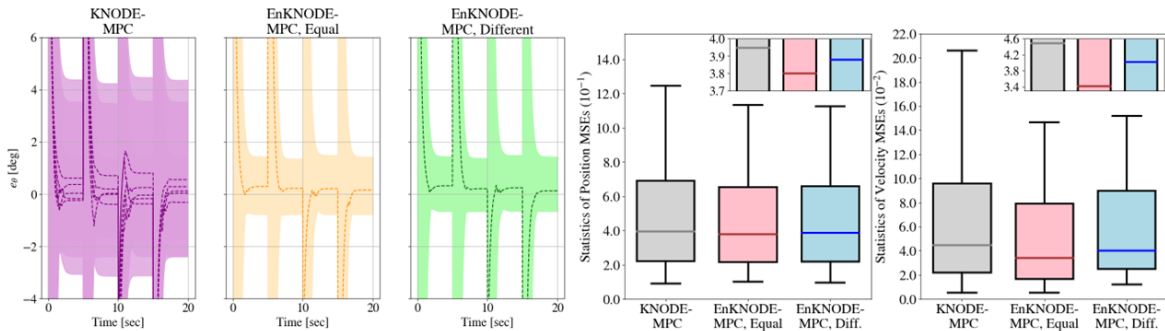 KNODE-
MPC
EnKNODE-
MPC, Equal
EnKNODE-
MPC, Different
6
4
2
0
−2
−4
e_θ [deg]
0
10
20
Time [sec]
0
10
20
Time [sec]
0
10
20
Time [sec]
Statistics of Position MSEs (10⁻¹)
14.0
12.0
10.0
8.0
6.0
4.0
2.0
0.0
4.0
3.9
3.8
3.7
KNODE-
MPC
EnKNODE-
MPC, Equal
EnKNODE-
MPC, Diff.
Statistics of Velocity MSEs (10⁻²)
22.0
20.0
18.0
16.0
14.0
12.0
10.0
8.0
6.0
4.0
2.0
0.0
4.6
4.2
3.8
3.4
KNODE-
MPC
EnKNODE-
MPC, Equal
EnKNODE-
MPC, Diff.